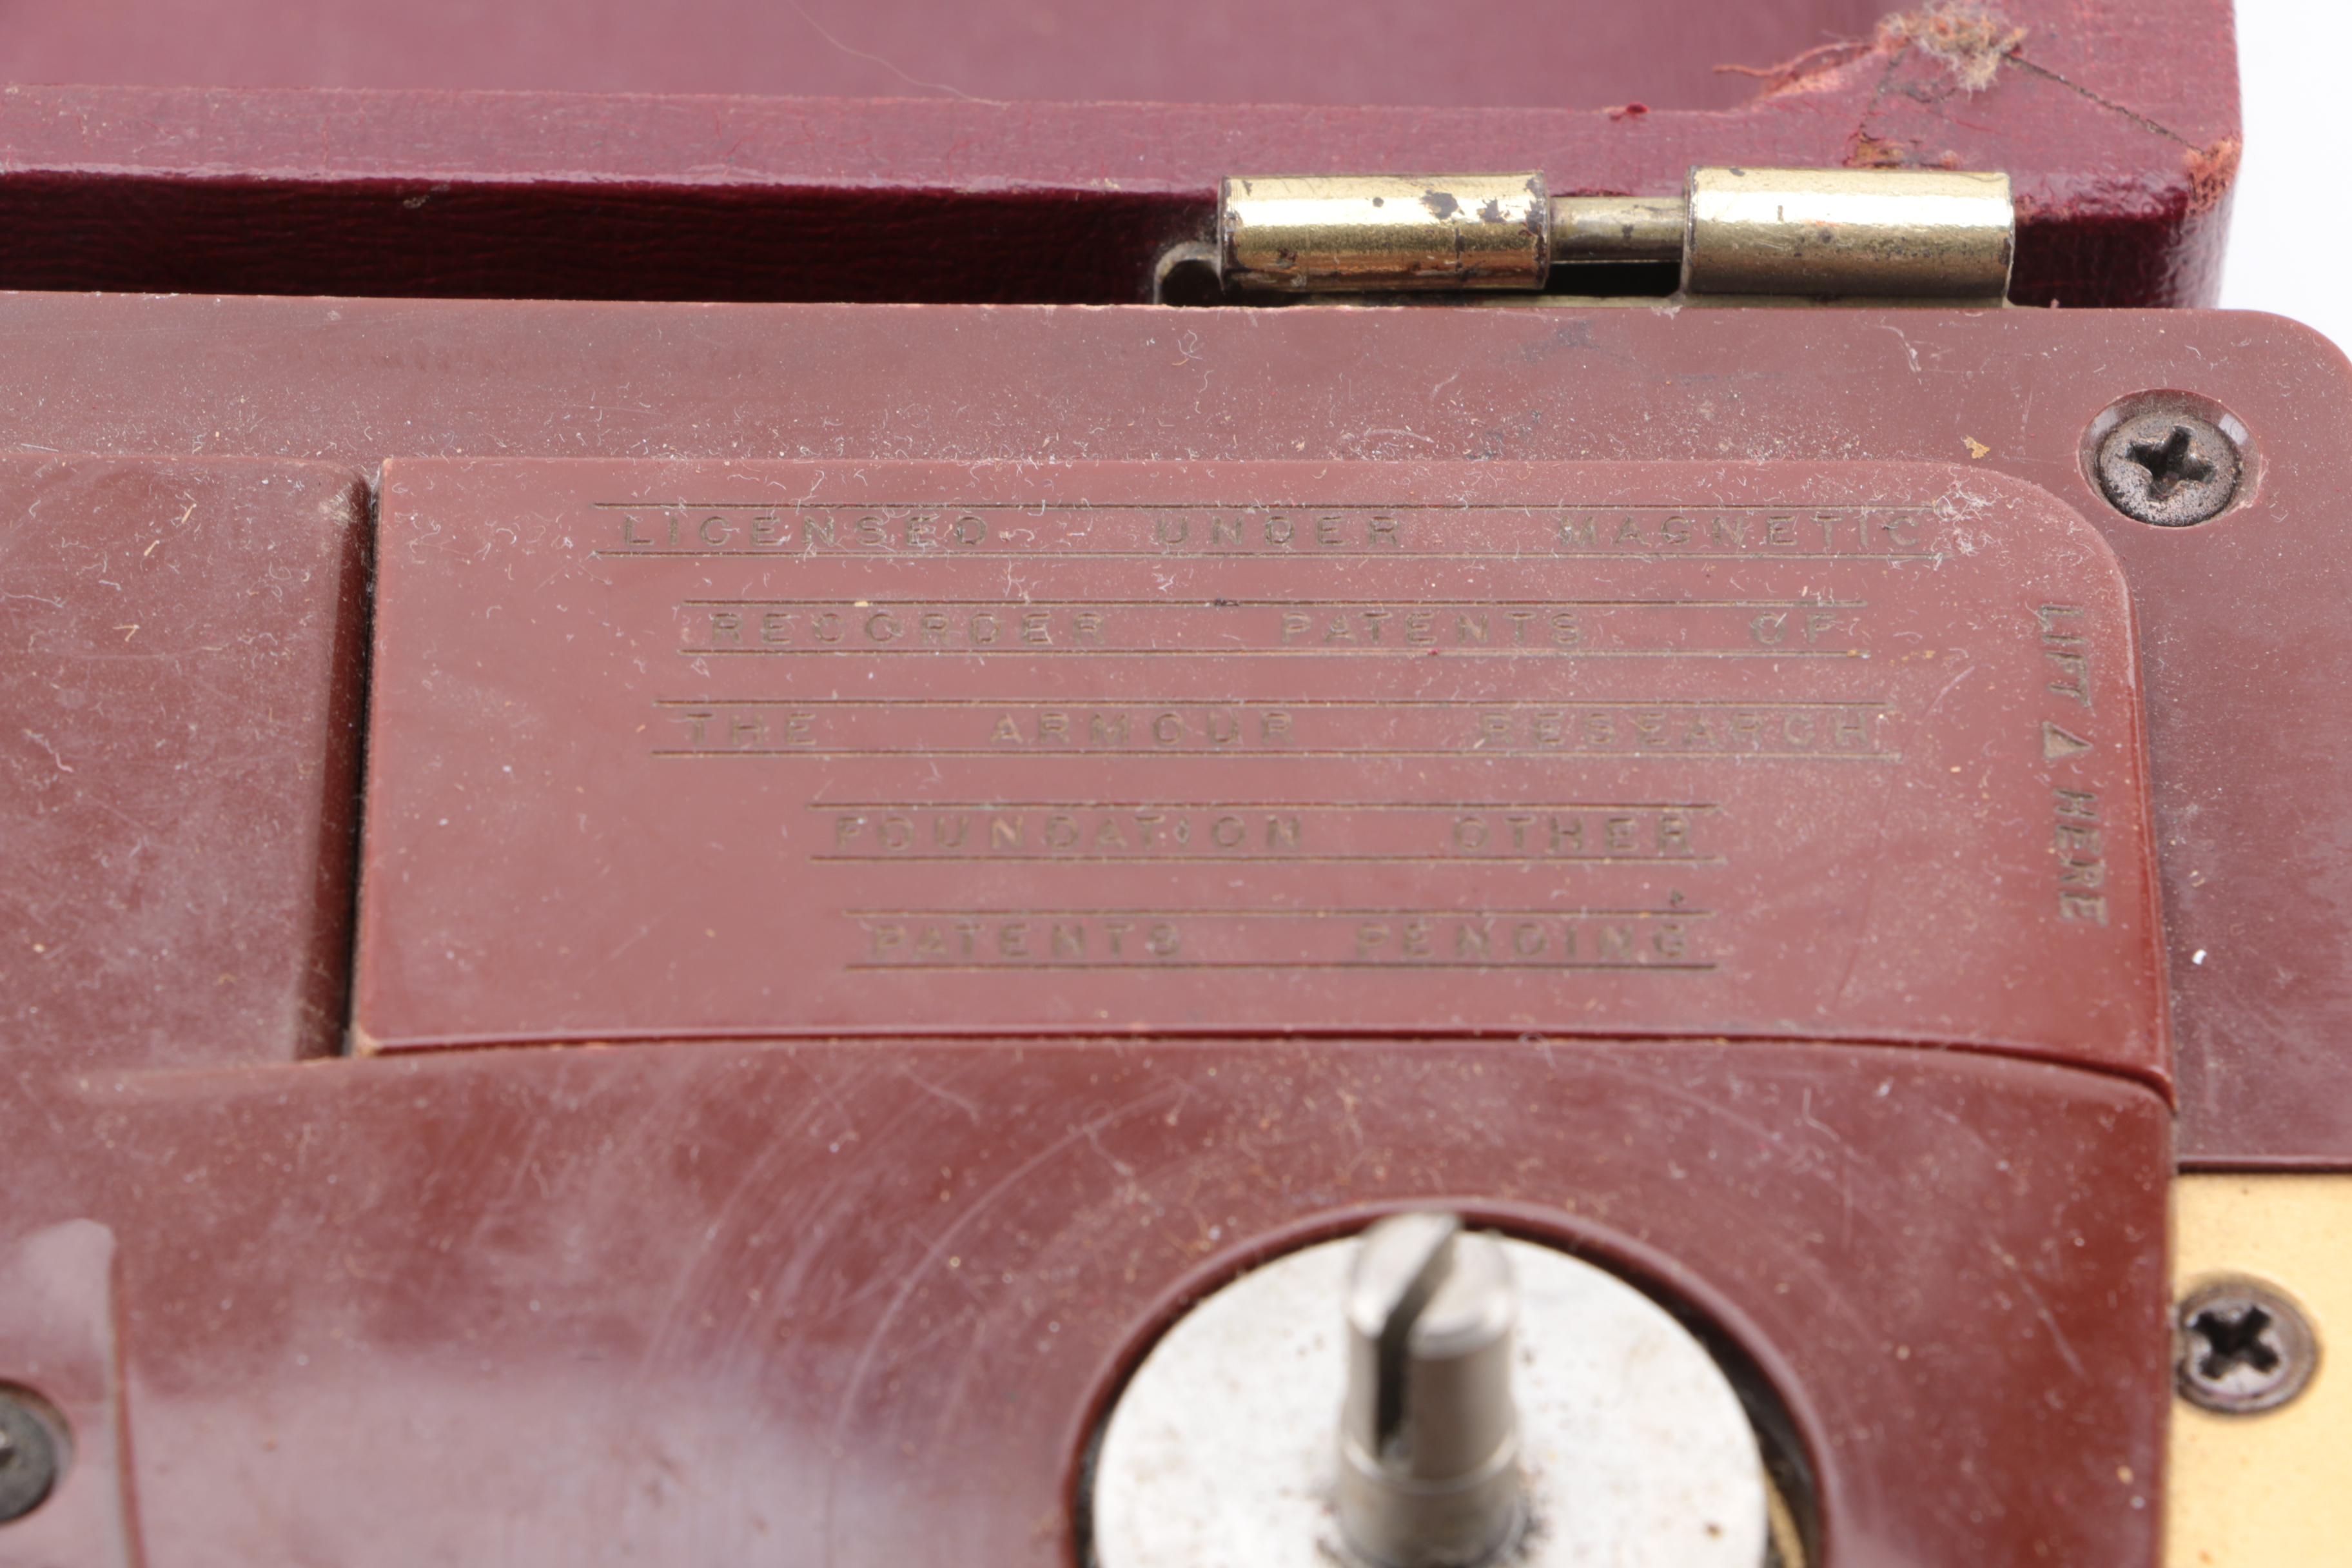 LICENSED UNDER MAGNETIC
RECORDER PATENTS OF
THE ARMOUR RESEARCH
FOUNDATION OTHER
PATENTS PENDING
LIFT △ HERE